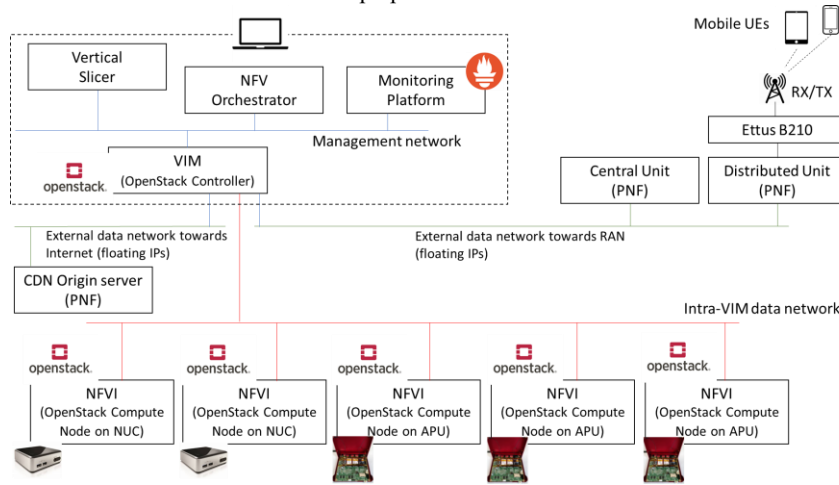 Mobile UEs
Vertical
Slicer
NFV
Orchestrator
Monitoring
Platform
RX/TX
Ettus B210
Management network
VIM
(OpenStack Controller)
openstack.
Central Unit
(PNF)
Distributed Unit
(PNF)
External data network towards
Internet (floating IPs)
External data network towards RAN
(floating IPs)
CDN Origin server
(PNF)
Intra-VIM data network
openstack.
openstack.
openstack.
openstack.
openstack.
NFVI
(OpenStack Compute
Node on NUC)
NFVI
(OpenStack Compute
Node on NUC)
NFVI
(OpenStack Compute
Node on APU)
NFVI
(OpenStack Compute
Node on APU)
NFVI
(OpenStack Compute
Node on APU)